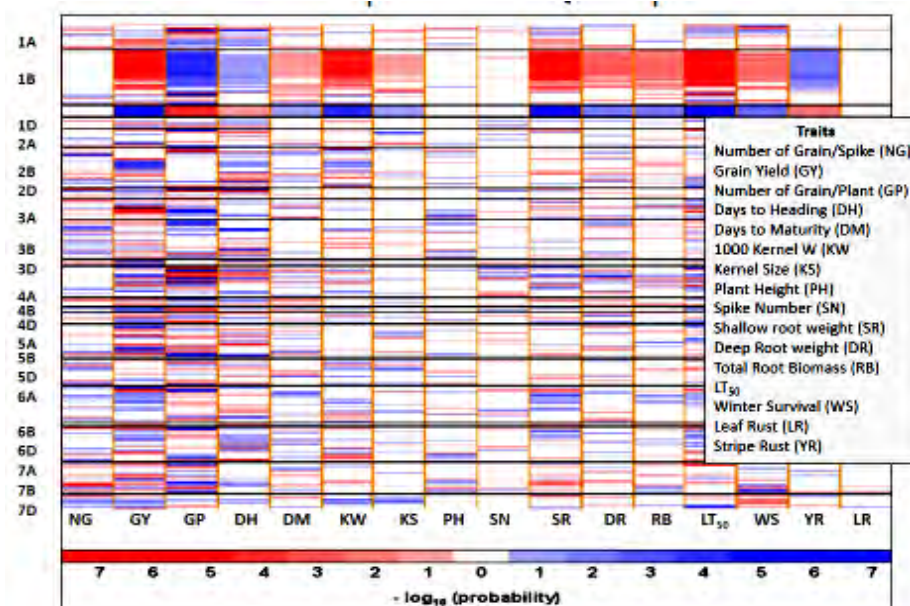 1A
1B
1D
2A
2B
2D
3A
3B
3D
4A
4B
4D
5A
5B
5D
6A
6B
6D
7A
7B
7D
Traits
Number of Grain/Spike (NG)
Grain Yield (GY)
Number of Grain/Plant (GP)
Days to Heading (DH)
Days to Maturity (DM)
1000 Kernel W (KW
Kernel Size (KS)
Plant Height (PH)
Spike Number (SN)
Shallow root weight (SR)
Deep Root weight (DR)
Total Root Biomass (RB)
LT₅₀
Winter Survival (WS)
Leaf Rust (LR)
Stripe Rust (YR)
NG GY GP DH DM KW KS PH SN SR DR RB LT₅₀ WS YR LR
7 6 5 4 3 2 1 0 1 2 3 4 5 6 7
- log₁₀ (probability)